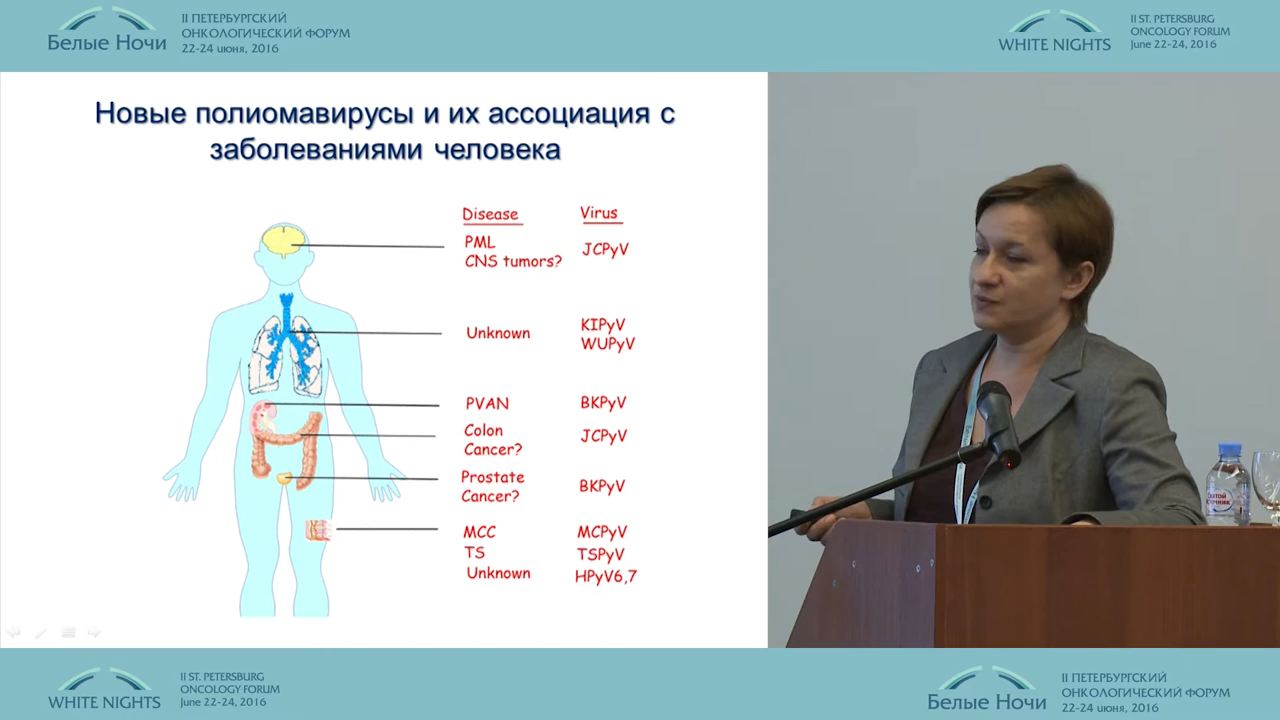 Белые Ночи
II ПЕТЕРБУРГСКИЙ
ОНКОЛОГИЧЕСКИЙ ФОРУМ
22-24 июня, 2016
WHITE NIGHTS
II ST. PETERSBURG
ONCOLOGY FORUM
June 22-24, 2016
Новые полиомавирусы и их ассоциация с
заболеваниями человека
Disease Virus
PML
CNS tumors? JCPyV
Unknown KIPyV
WUPyV
PVAN BKPyV
Colon
Cancer? JCPyV
Prostate
Cancer? BKPyV
MCC MCPyV
TS TSPyV
Unknown HPyV6,7
WHITE NIGHTS
II ST. PETERSBURG
ONCOLOGY FORUM
June 22-24, 2016
Белые Ночи
II ПЕТЕРБУРГСКИЙ
ОНКОЛОГИЧЕСКИЙ ФОРУМ
22-24 июня, 2016